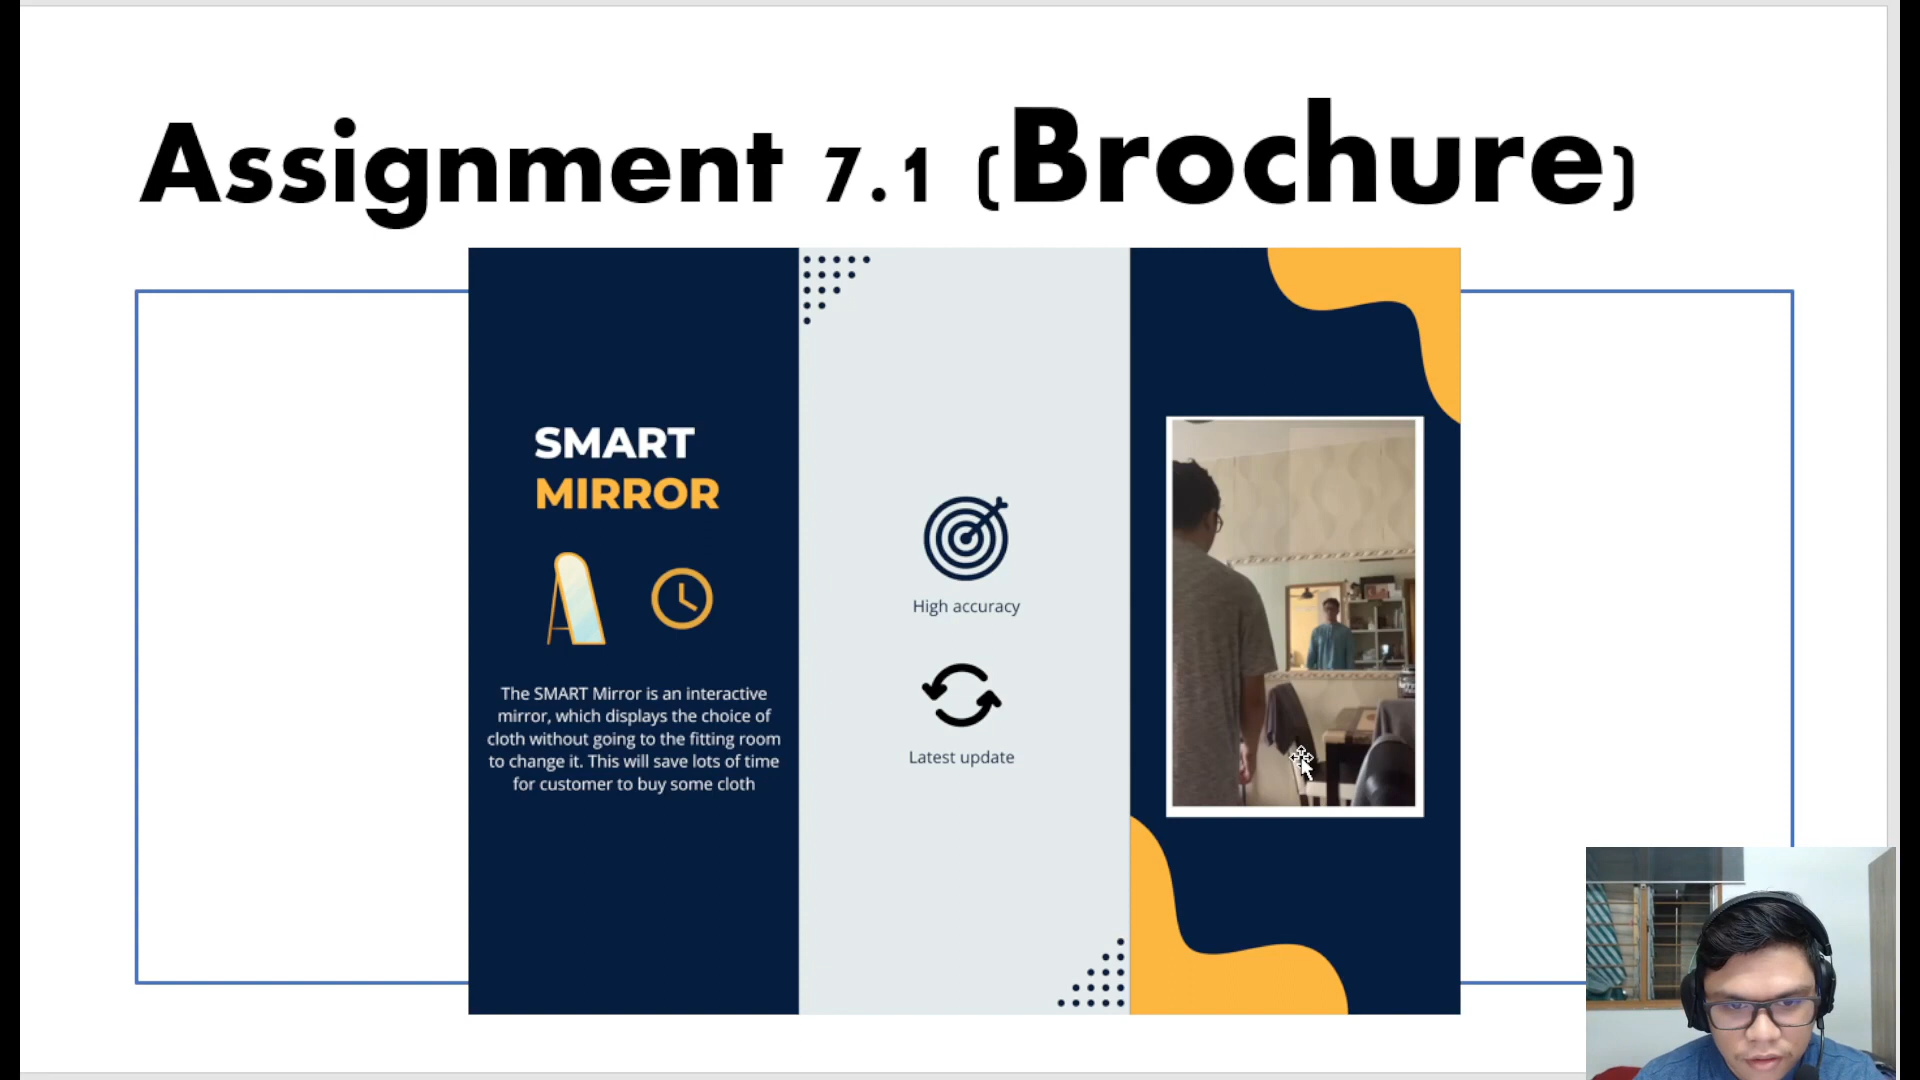 Assignment 7.1 (Brochure)
SMART
MIRROR
The SMART Mirror is an interactive
mirror, which displays the choice of
cloth without going to the fitting room
to change it. This will save lots of time
for customer to buy some cloth
High accuracy
Latest update